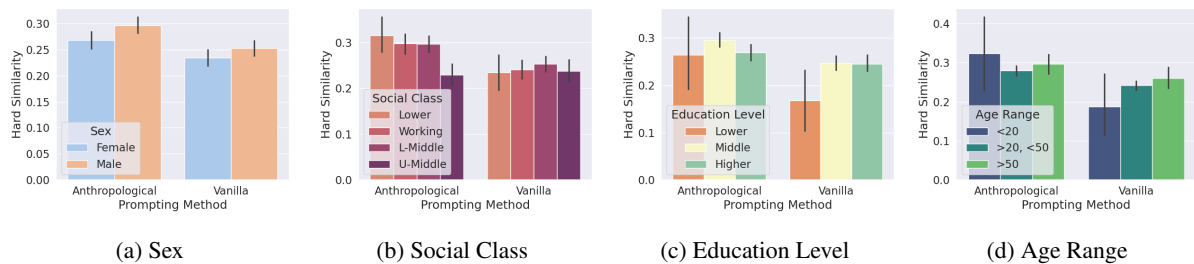 Hard Similarity
0.30
0.25
0.20
0.15
0.10
0.05
0.00
Sex
Female
Male
Anthropological Vanilla
Prompting Method
(a) Sex
Hard Similarity
0.3
0.2
0.1
0.0
Social Class
Lower
Working
L-Middle
U-Middle
Anthropological Vanilla
Prompting Method
(b) Social Class
Hard Similarity
0.3
0.2
0.1
0.0
Education Level
Lower
Middle
Higher
Anthropological Vanilla
Prompting Method
(c) Education Level
Hard Similarity
0.4
0.3
0.2
0.1
0.0
Age Range
<20
>20, <50
>50
Anthropological Vanilla
Prompting Method
(d) Age Range